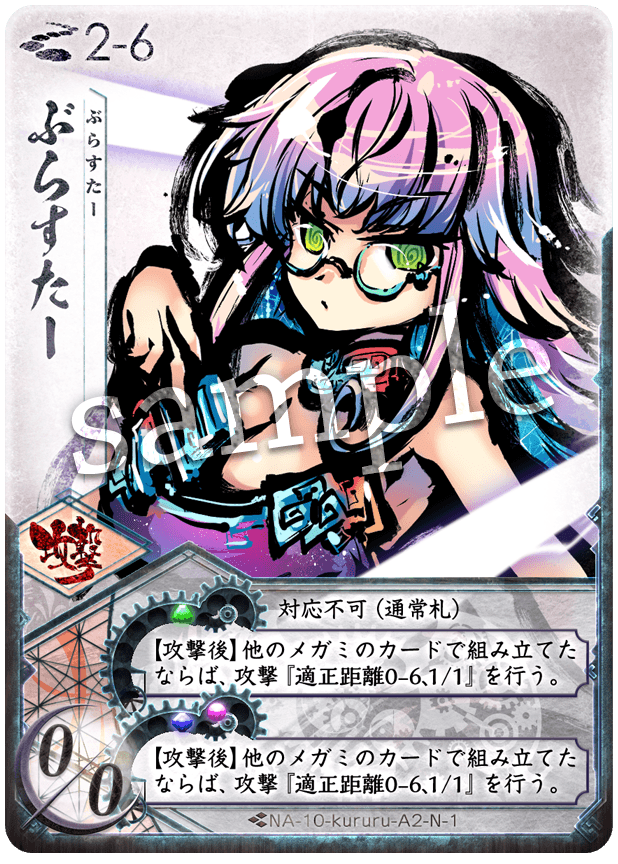 2-6
ぶらすたー
ぶらすたー
sample
攻撃
対応不可（通常札）
【攻撃後】他のメガミのカードで組み立てた
ならば、攻撃『適正距離0-6、1/1』を行う。
【攻撃後】他のメガミのカードで組み立てた
ならば、攻撃『適正距離0-6、1/1』を行う。
0/0
NA-10-kururu-A2-N-1